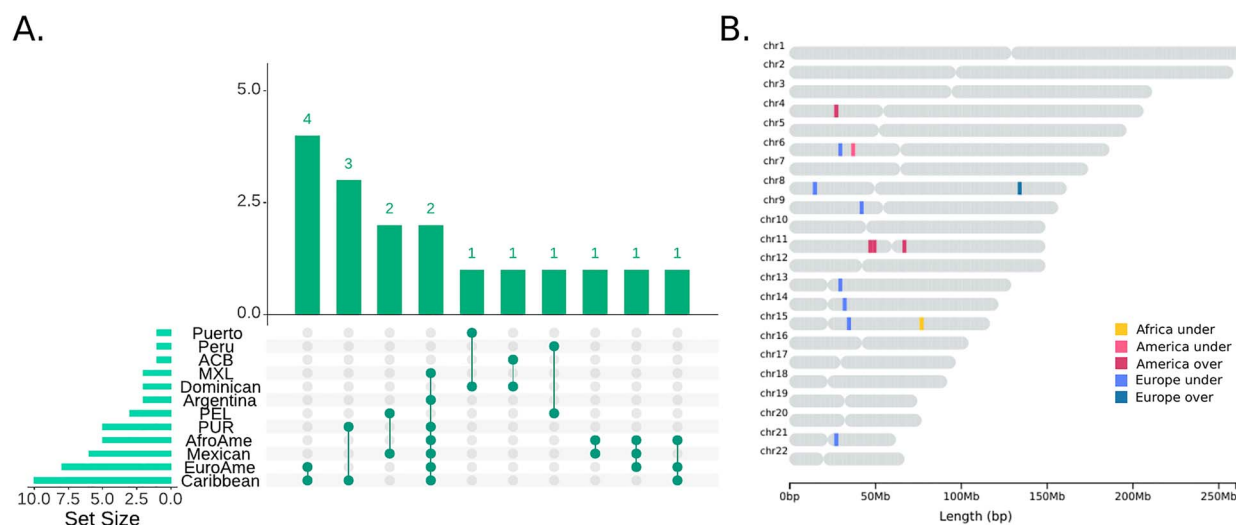 A.
5.0
2.5
0.0
4
3
2
2
1
1
1
1
1
1
Puerto
Peru
ACB
MXL
Dominican
Argentina
PEL
PUR
AfroAme
Mexican
EuroAme
Caribbean
10.0 7.5 5.0 2.5 0.0
Set Size
B.
chr1
chr2
chr3
chr4
chr5
chr6
chr7
chr8
chr9
chr10
chr11
chr12
chr13
chr14
chr15
chr16
chr17
chr18
chr19
chr20
chr21
chr22
Africa under
America under
America over
Europe under
Europe over
0bp 50Mb 100Mb 150Mb 200Mb 250Mb
Length (bp)